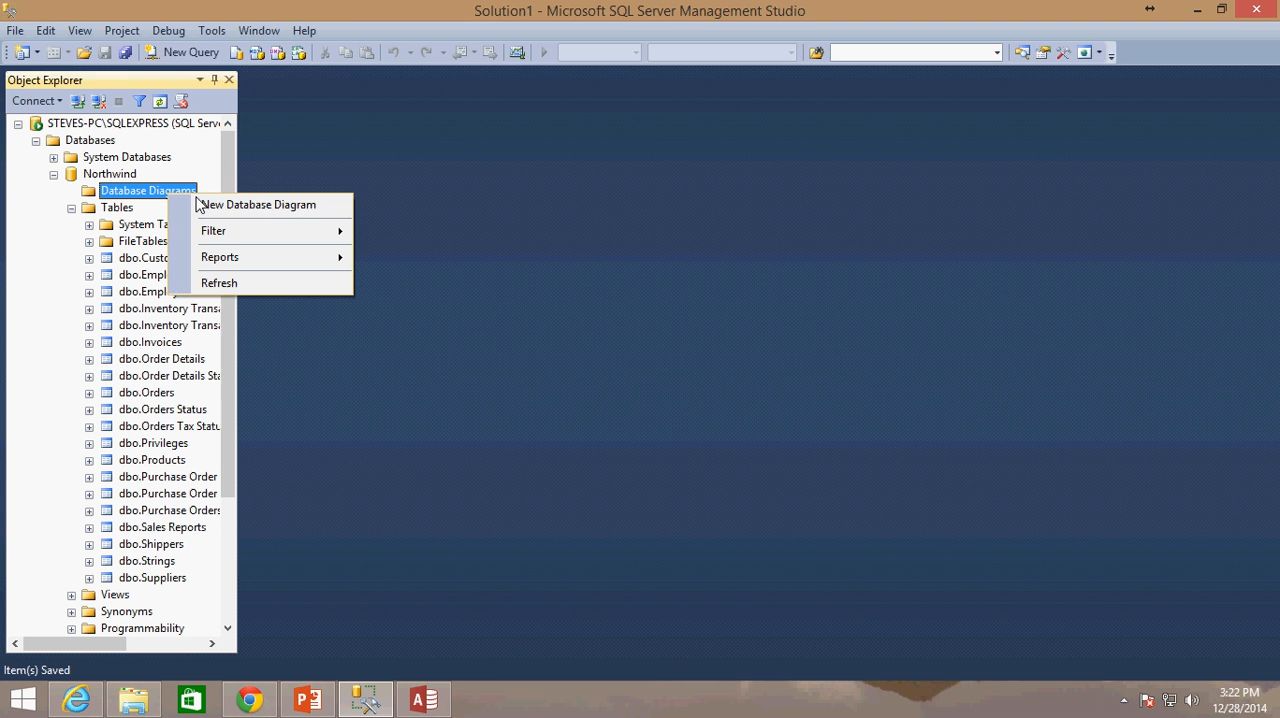 Solution1 - Microsoft SQL Server Management Studio
File Edit View Project Debug Tools Window Help
New Query
Object Explorer
Connect
STEVES-PC\SQLEXPRESS (SQL Serv
Databases
System Databases
Northwind
Database Diagrams
New Database Diagram
Tables
System Ta
Filter
FileTables
dbo.Custo
Reports
dbo.Empl
Refresh
dbo.Empl
dbo.Inventory Transa
dbo.Inventory Transa
dbo.Invoices
dbo.Order Details
dbo.Order Details Sta
dbo.Orders
dbo.Orders Status
dbo.Orders Tax Statu
dbo.Privileges
dbo.Products
dbo.Purchase Order
dbo.Purchase Order
dbo.Purchase Orders
dbo.Sales Reports
dbo.Shippers
dbo.Strings
dbo.Suppliers
Views
Synonyms
Programmability
Item(s) Saved
3:22 PM
12/28/2014